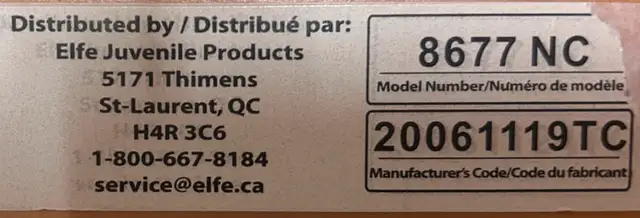 Distributed by / Distribué par:
Elfe Juvenile Products
5171 Thimens
St-Laurent, QC
H4R 3C6
1-800-667-8184
service@elfe.ca
8677 NC
Model Number/Numéro de modèle
20061119TC
Manufacturer's Code/Code du fabricant